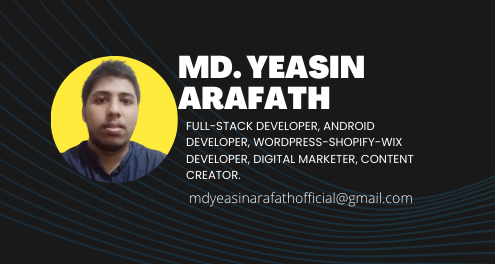 MD. YEASIN
ARAFATH
FULL-STACK DEVELOPER, ANDROID
DEVELOPER, WORDPRESS-SHOPIFY-WIX
DEVELOPER, DIGITAL MARKETER, CONTENT
CREATOR.
mdyeasinarafathofficial@gmail.com